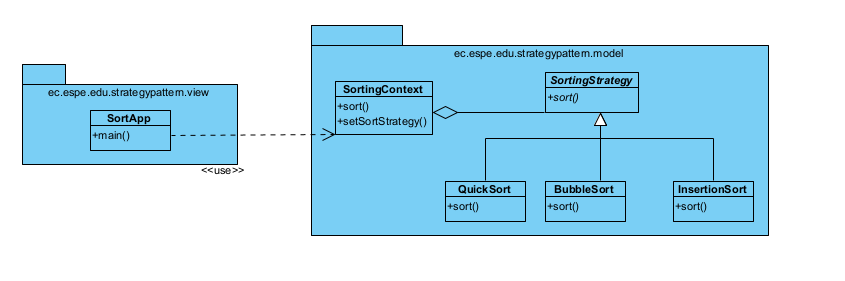 ec.espe.edu.strategypattern.view
SortApp
+main()
<<use>>
ec.espe.edu.strategypattern.model
SortingContext
+sort()
+setSortStrategy()
SortingStrategy
+sort()
QuickSort
+sort()
BubbleSort
+sort()
InsertionSort
+sort()